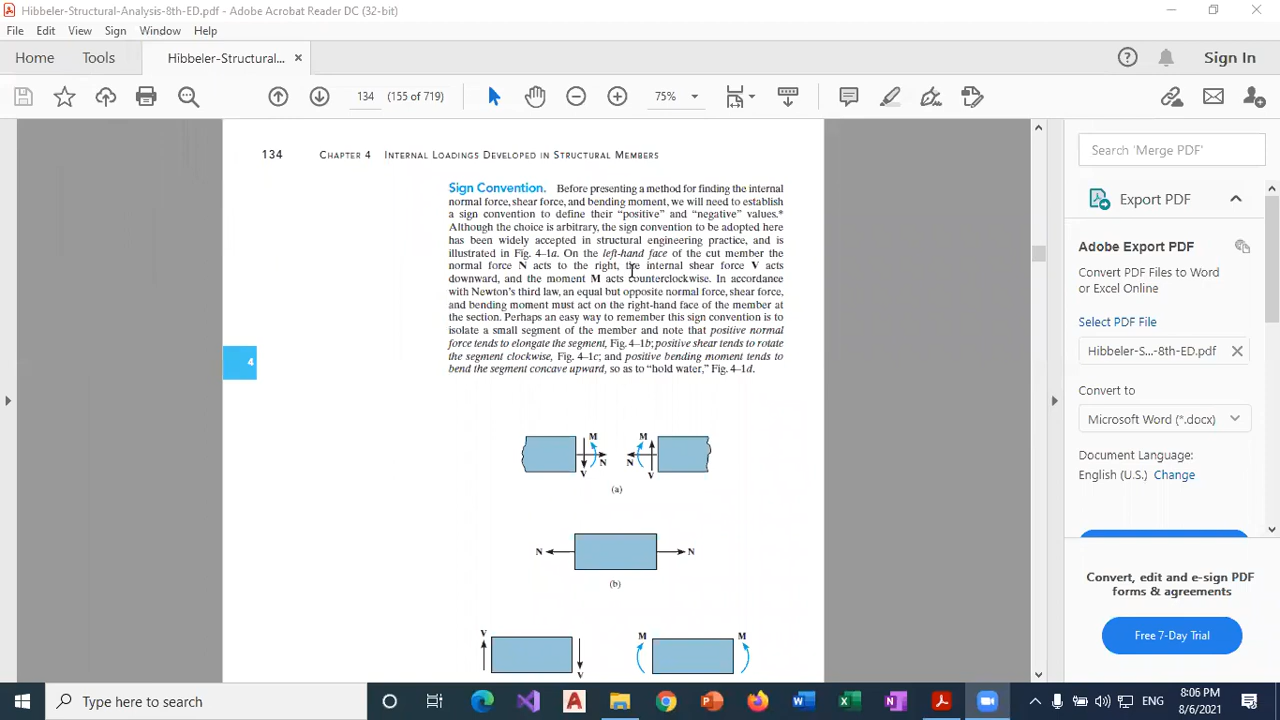 Hibbeler-Structural-Analysis-8th-ED.pdf - Adobe Acrobat Reader DC (32-bit)
File Edit View Sign Window Help
Home Tools Hibbeler-Structural... × Sign In
134 (155 of 719) 75%
134 CHAPTER 4 INTERNAL LOADINGS DEVELOPED IN STRUCTURAL MEMBERS
Sign Convention. Before presenting a method for finding the internal
normal force, shear force, and bending moment, we will need to establish
a sign convention to define their “positive” and “negative” values.*
Although the choice is arbitrary, the sign convention to be adopted here
has been widely accepted in structural engineering practice, and is
illustrated in Fig. 4–1a. On the left-hand face of the cut member the
normal force N acts to the right, the internal shear force V acts
downward, and the moment M acts counterclockwise. In accordance
with Newton's third law, an equal but opposite normal force, shear force,
and bending moment must act on the right-hand face of the member at
the section. Perhaps an easy way to remember this sign convention is to
isolate a small segment of the member and note that positive normal
force tends to elongate the segment, Fig. 4–1b; positive shear tends to rotate
the segment clockwise, Fig. 4–1c; and positive bending moment tends to
bend the segment concave upward, so as to “hold water,” Fig. 4–1d.
4
M M
N N
V V
(a)
N N
(b)
V M M
V
Search 'Merge PDF'
Export PDF
Adobe Export PDF
Convert PDF Files to Word
or Excel Online
Select PDF File
Hibbeler-S...-8th-ED.pdf
Convert to
Microsoft Word (*.docx)
Document Language:
English (U.S.) Change
Convert, edit and e-sign PDF
forms & agreements
Free 7-Day Trial
Type here to search
ENG
8:06 PM
8/6/2021